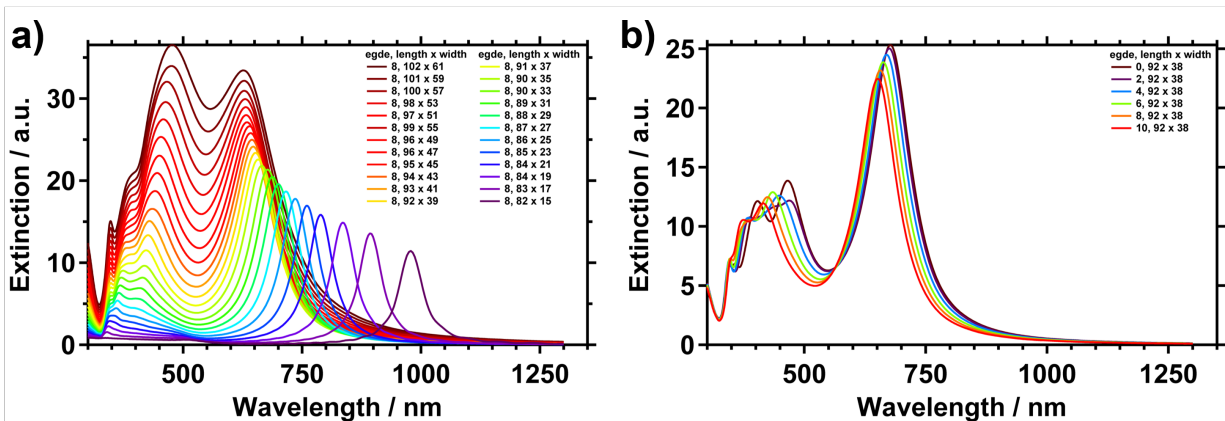 a)
Extinction / a.u.
30
20
10
0
500
750
1000
1250
Wavelength / nm
egde, length x width
8, 102 x 61
8, 101 x 59
8, 100 x 57
8, 98 x 53
8, 97 x 51
8, 99 x 55
8, 96 x 49
8, 96 x 47
8, 95 x 45
8, 94 x 43
8, 93 x 41
8, 92 x 39
egde, length x width
8, 91 x 37
8, 90 x 35
8, 90 x 33
8, 89 x 31
8, 88 x 29
8, 87 x 27
8, 86 x 25
8, 85 x 23
8, 84 x 21
8, 84 x 19
8, 83 x 17
8, 82 x 15
b)
Extinction / a.u.
25
20
15
10
5
0
500
750
1000
1250
Wavelength / nm
egde, length x width
0, 92 x 38
2, 92 x 38
4, 92 x 38
6, 92 x 38
8, 92 x 38
10, 92 x 38